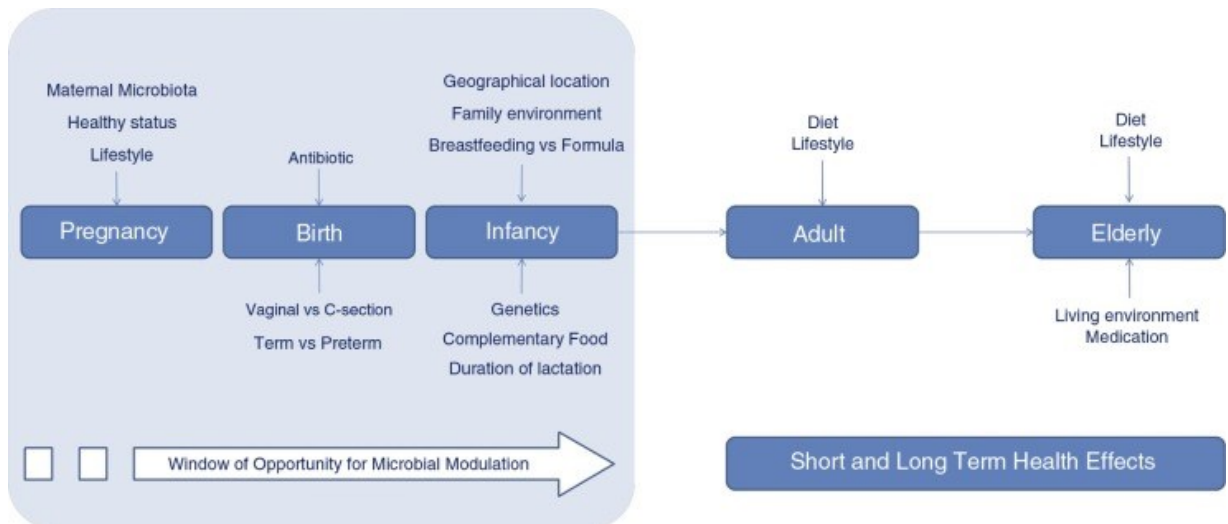 Maternal Microbiota
Healthy status
Lifestyle
Pregnancy
Antibiotic
Birth
Vaginal vs C-section
Term vs Preterm
Geographical location
Family environment
Breastfeeding vs Formula
Infancy
Genetics
Complementary Food
Duration of lactation
Window of Opportunity for Microbial Modulation
Diet
Lifestyle
Adult
Diet
Lifestyle
Elderly
Living environment
Medication
Short and Long Term Health Effects